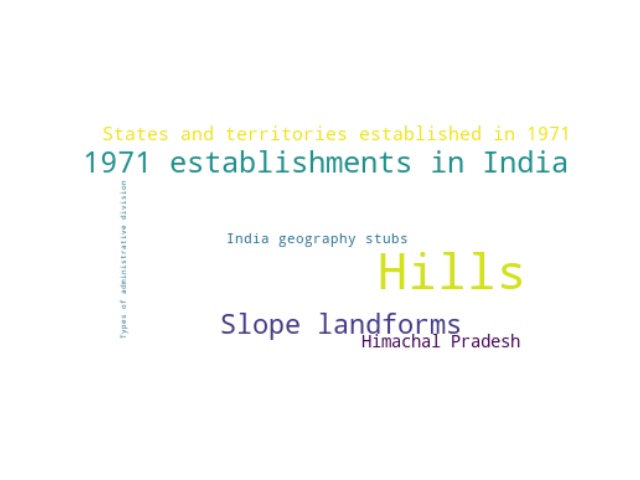 States and territories established in 1971
1971 establishments in India
Types of administrative division
India geography stubs
Hills
Slope landforms
Himachal Pradesh